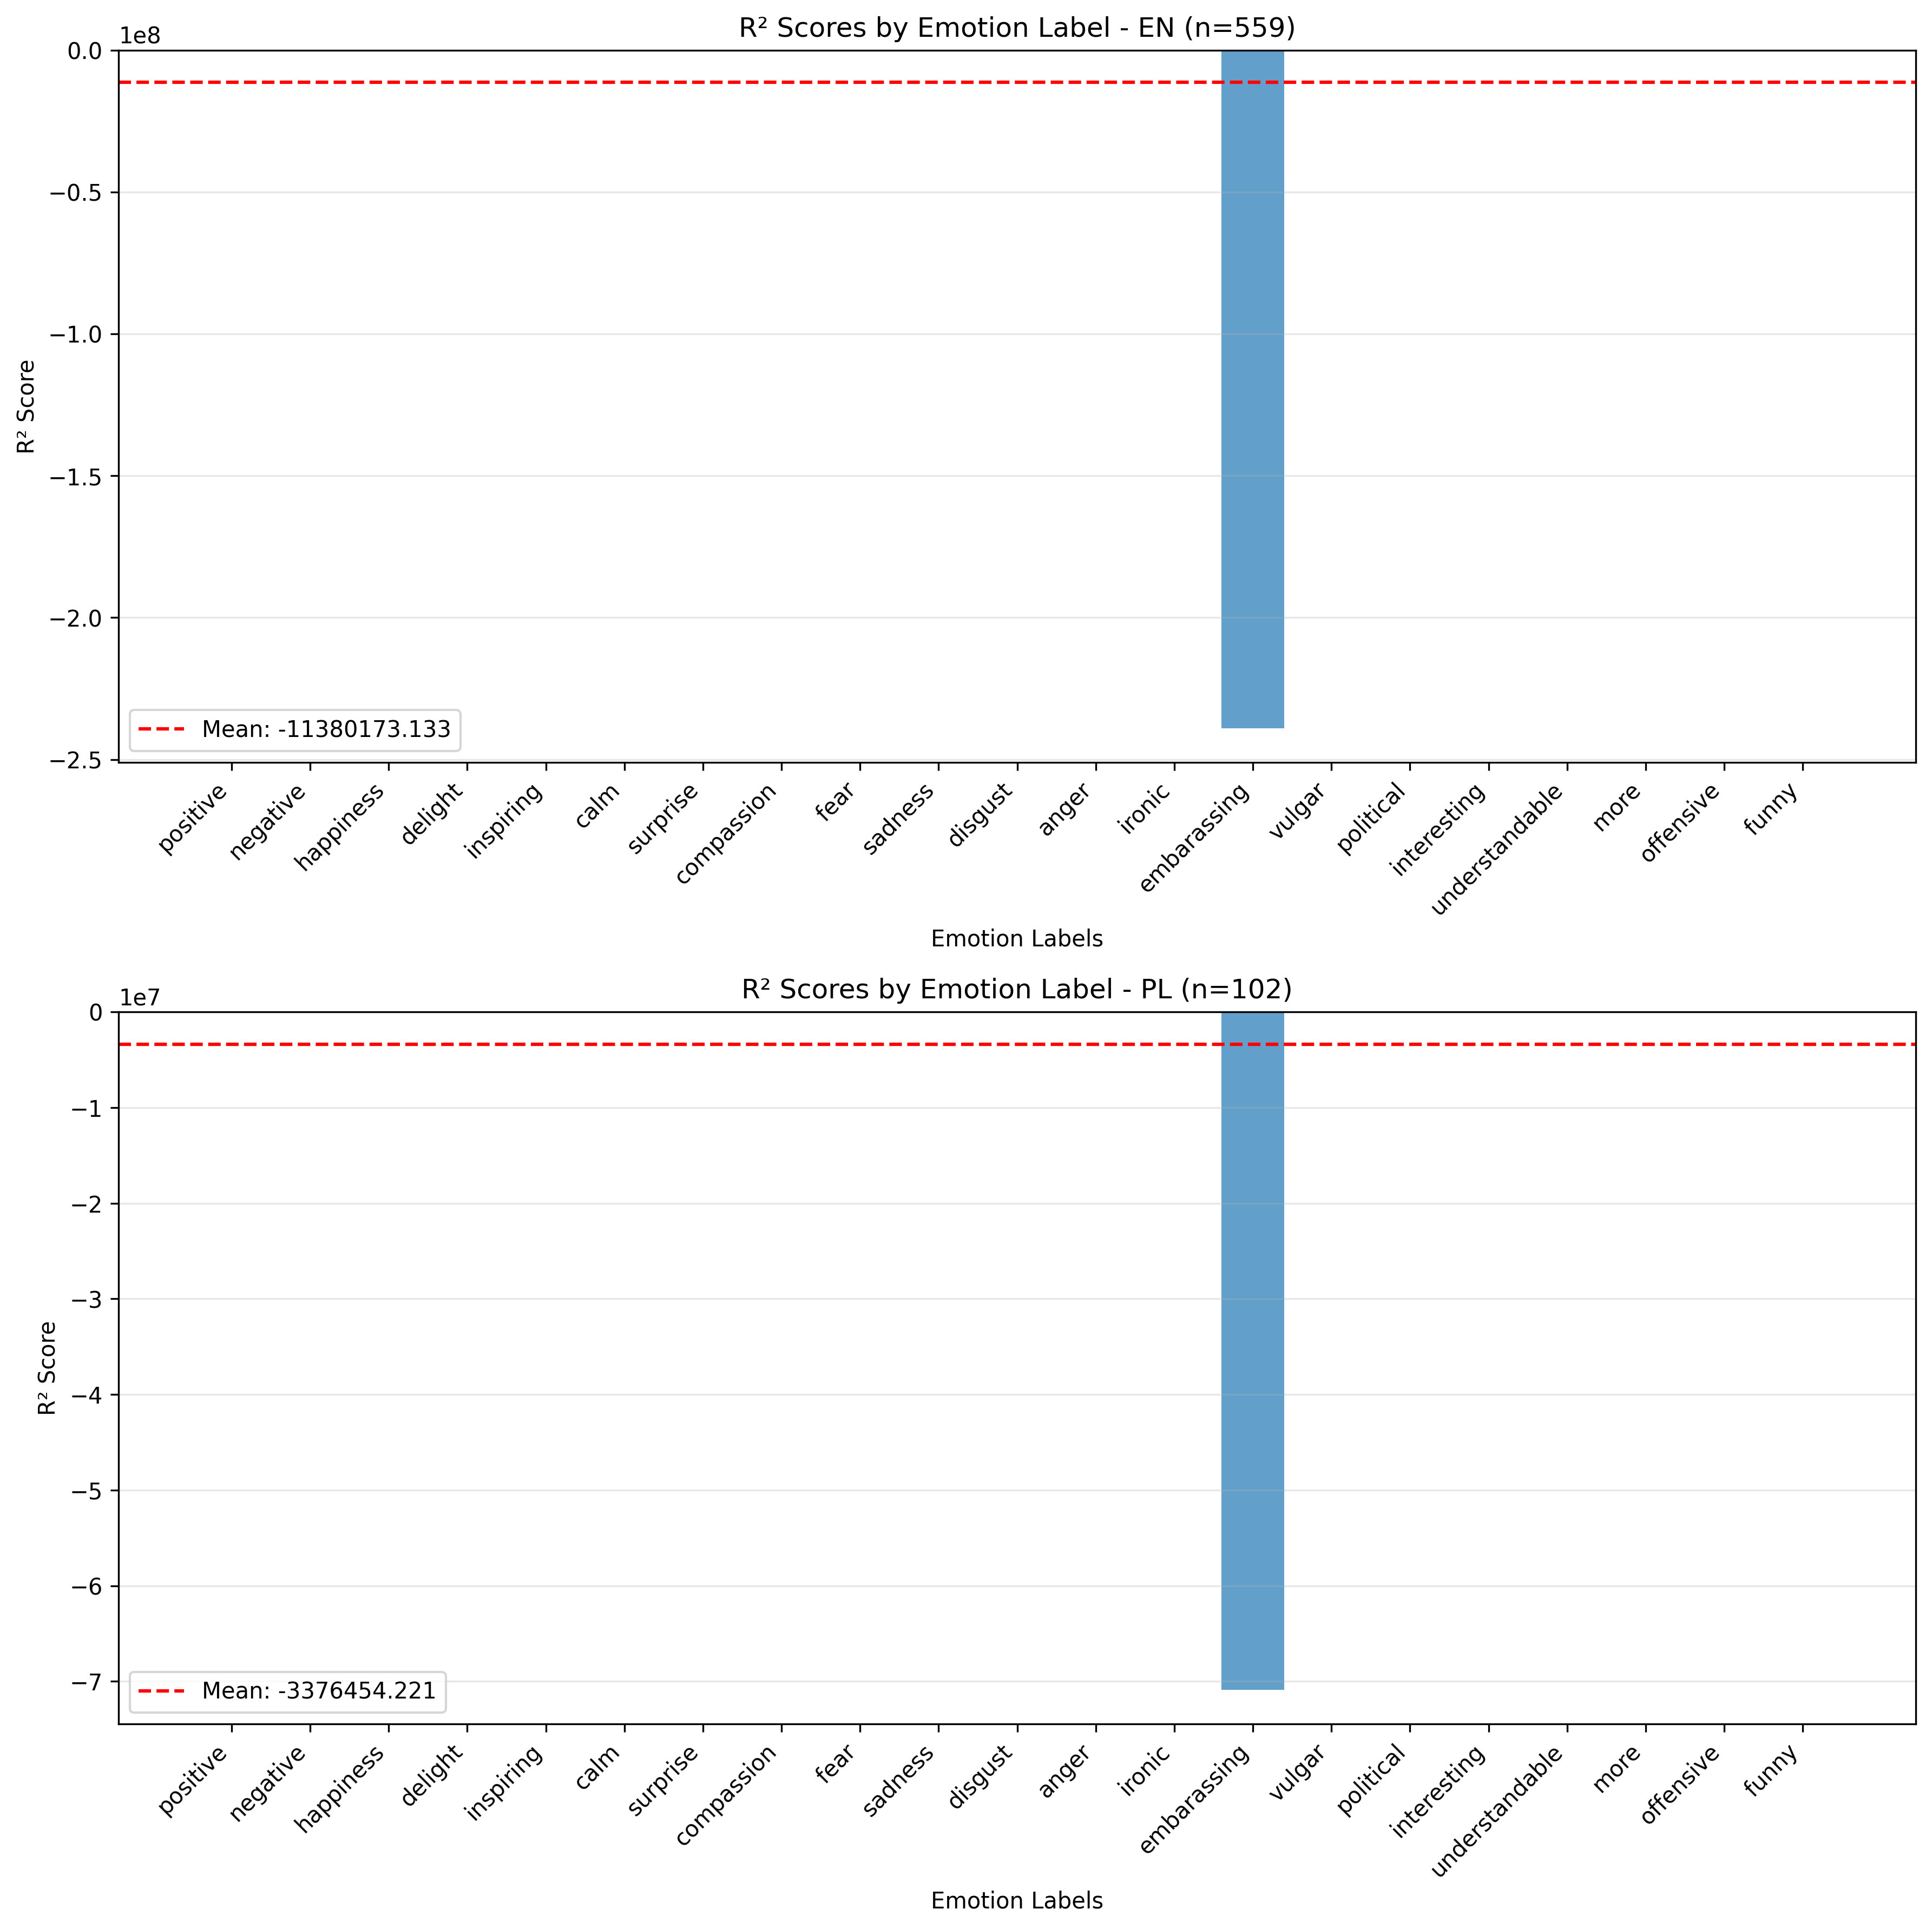 R² Scores by Emotion Label - EN (n=559)
1e8
0.0
−0.5
−1.0
−1.5
−2.0
−2.5
R² Score
Mean: -11380173.133
positive
negative
happiness
delight
inspiring
calm
surprise
compassion
fear
sadness
disgust
anger
ironic
embarassing
vulgar
political
interesting
understandable
more
offensive
funny
Emotion Labels
R² Scores by Emotion Label - PL (n=102)
1e7
0
−1
−2
−3
−4
−5
−6
−7
R² Score
Mean: -3376454.221
positive
negative
happiness
delight
inspiring
calm
surprise
compassion
fear
sadness
disgust
anger
ironic
embarassing
vulgar
political
interesting
understandable
more
offensive
funny
Emotion Labels